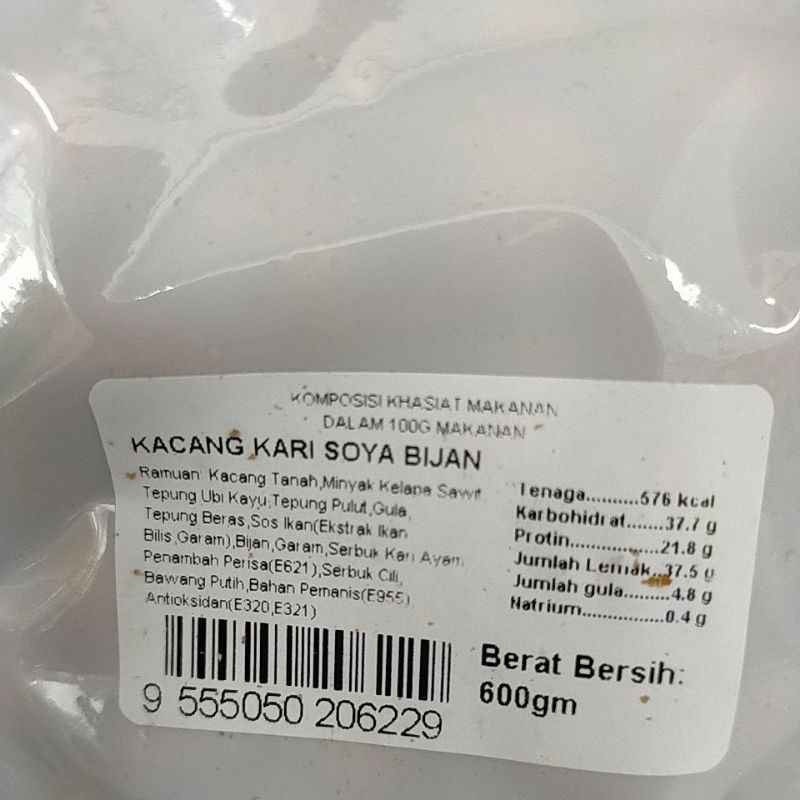 KOMPOSISI KHASIAT MAKANAN
DALAM 100G MAKANAN
KACANG KARI SOYA BIJAN
Ramuan: Kacang Tanah,Minyak Kelapa Sawit
Tepung Ubi Kayu,Tepung Pulut,Gula,
Tepung Beras,Sos Ikan(Ekstrak Ikan
Bilis,Garam),Bijan,Garam,Serbuk Kari Ayam,
Penambah Perisa(E621),Serbuk Cili,
Bawang Putih,Bahan Pemanis(E955)
Antioksidan(E320,E321)
Tenaga..........576 kcal
Karbohidrat.......37.7 g
Protin................21.8 g
Jumlah Lemak..37.5 g
Jumlah gula.........4.8 g
Natrium...............0.4 g
9 555050 206229
Berat Bersih:
600gm